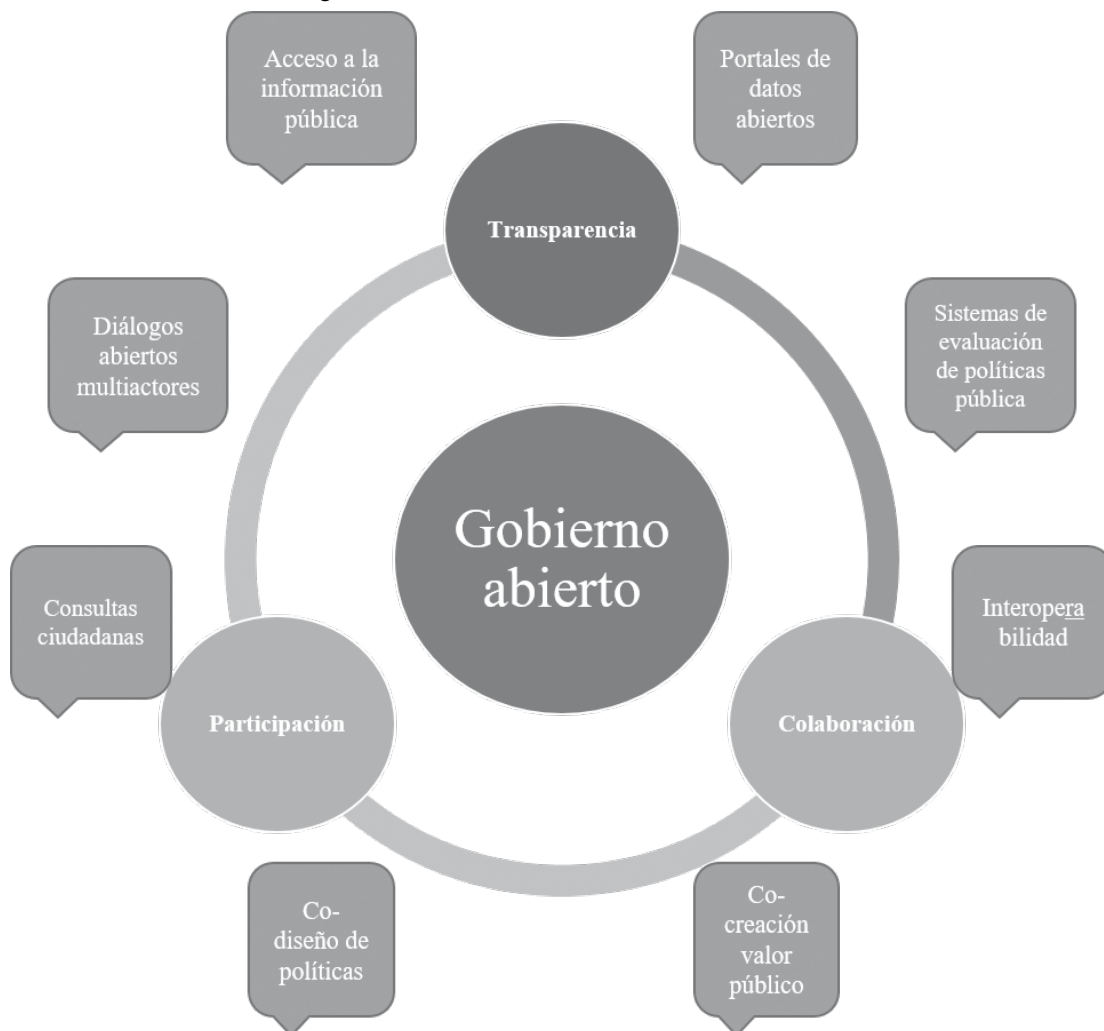 Acceso a la
información
pública
Portales de
datos
abiertos
Transparencia
Diálogos
abiertos
multiactores
Sistemas de
evaluación
de políticas
pública
Gobierno
abierto
Consultas
ciudadanas
Interopera
bilidad
Participación
Colaboración
Co-
diseño de
políticas
Co-
creación
valor
público